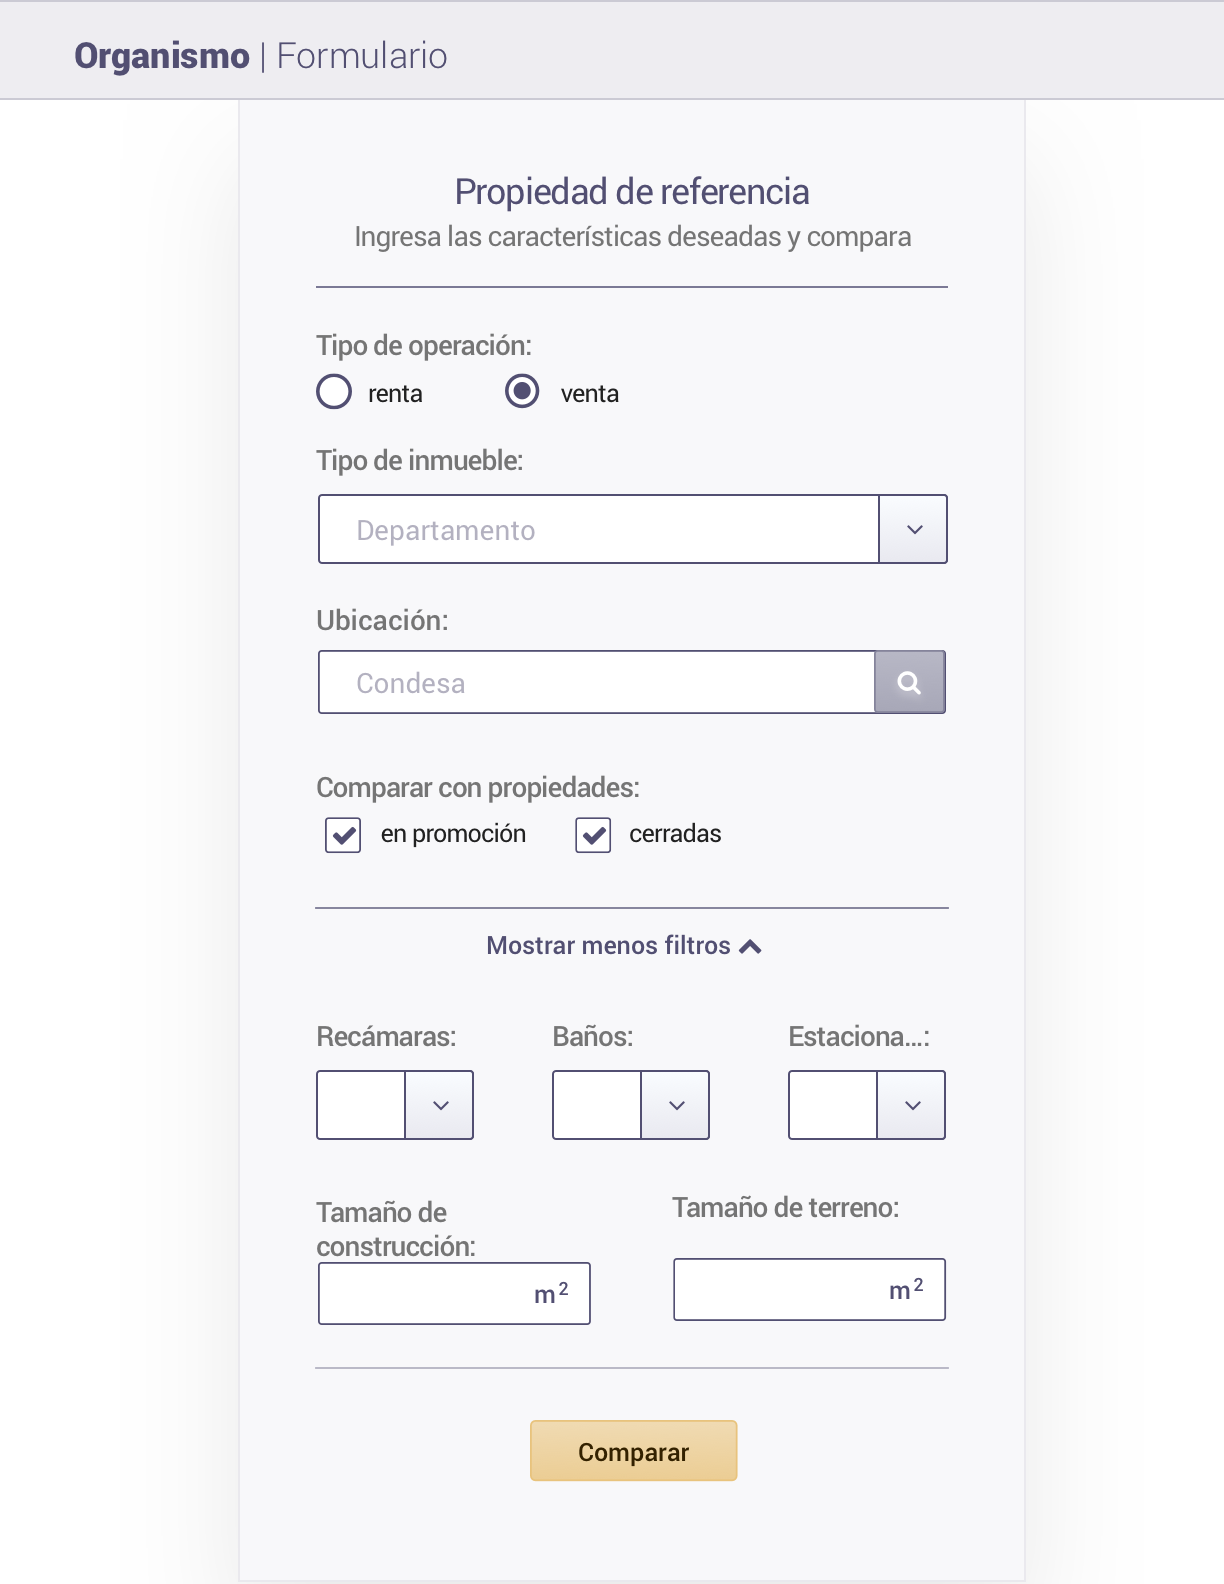 Organismo | Formulario
Propiedad de referencia
Ingresa las características deseadas y compara
Tipo de operación:
renta venta
Tipo de inmueble:
Departamento
Ubicación:
Condesa
Comparar con propiedades:
en promoción cerradas
Mostrar menos filtros
Recámaras: Baños: Estaciona...:
Tamaño de
construcción:
m²
Tamaño de terreno:
m²
Comparar